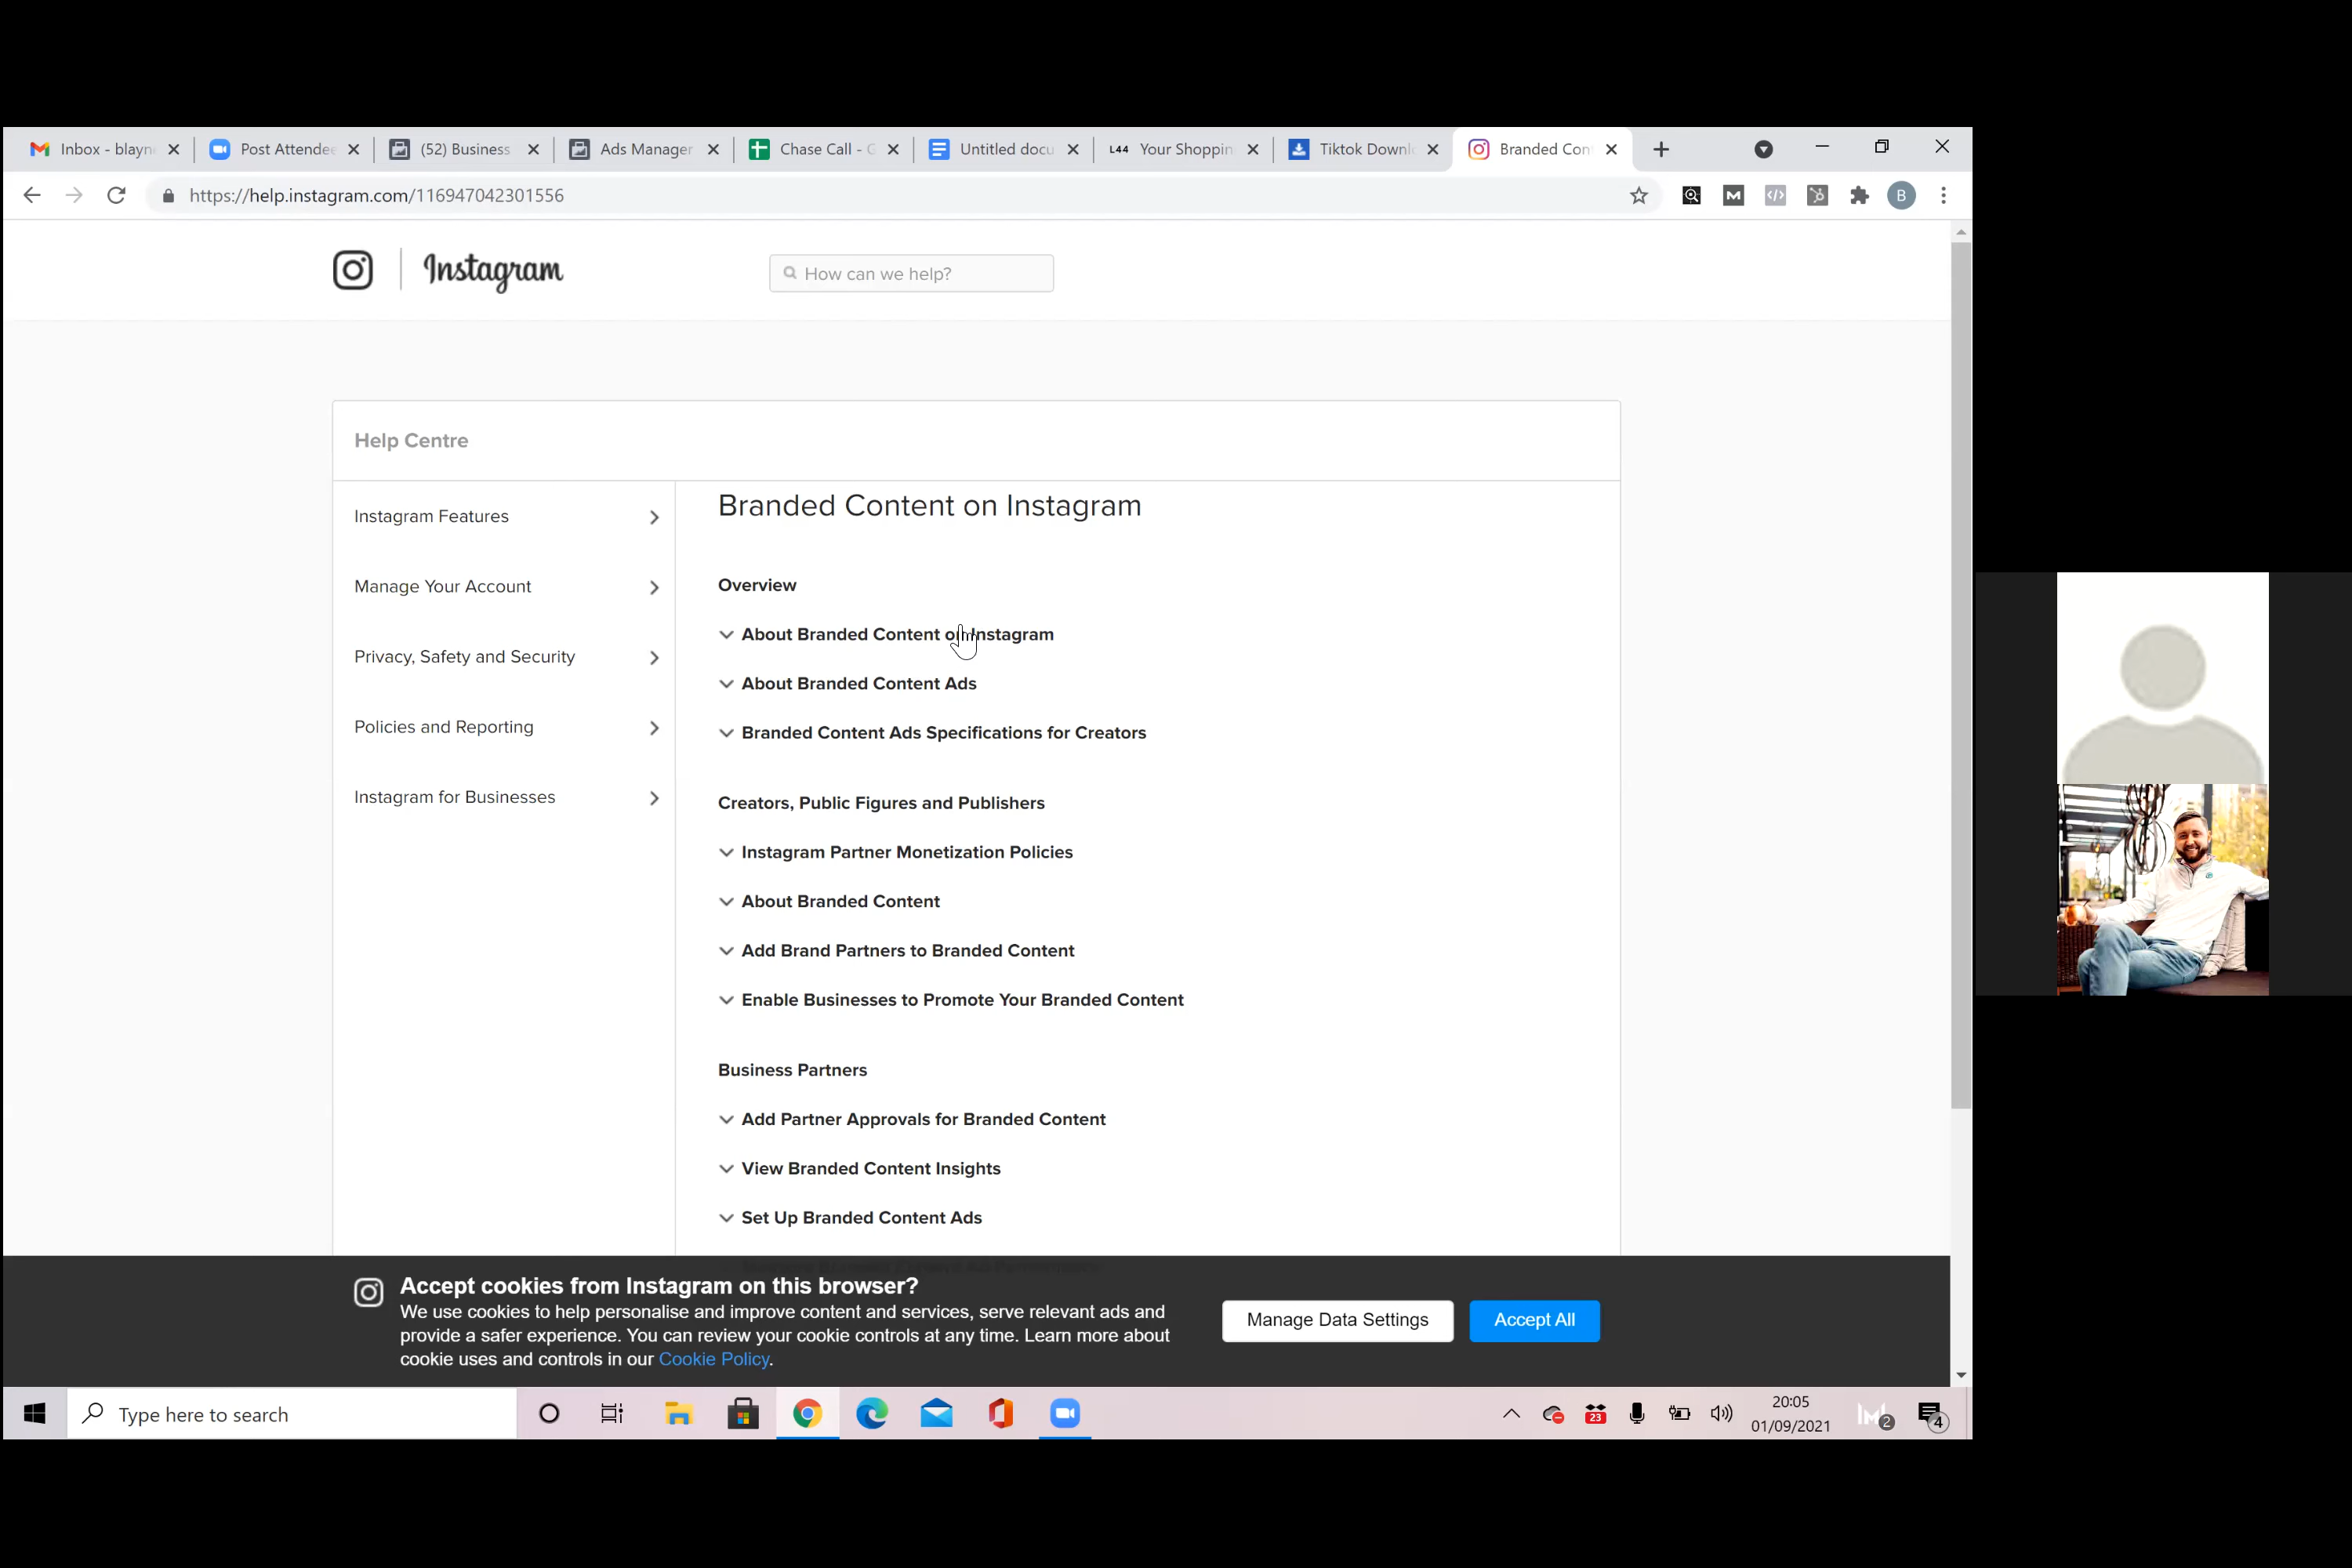 Inbox - blayn
Post Attendee
(52) Business
Ads Manager
Chase Call - G
Untitled docu
L44 Your Shoppin
Tiktok Downl
Branded Con
https://help.instagram.com/116947042301556
B
Instagram
How can we help?
Help Centre
Instagram Features
Manage Your Account
Privacy, Safety and Security
Policies and Reporting
Instagram for Businesses
Branded Content on Instagram
Overview
About Branded Content on Instagram
About Branded Content Ads
Branded Content Ads Specifications for Creators
Creators, Public Figures and Publishers
Instagram Partner Monetization Policies
About Branded Content
Add Brand Partners to Branded Content
Enable Businesses to Promote Your Branded Content
Business Partners
Add Partner Approvals for Branded Content
View Branded Content Insights
Set Up Branded Content Ads
Accept cookies from Instagram on this browser?
We use cookies to help personalise and improve content and services, serve relevant ads and
provide a safer experience. You can review your cookie controls at any time. Learn more about
cookie uses and controls in our Cookie Policy.
Manage Data Settings
Accept All
Type here to search
23
20:05
01/09/2021
2
4